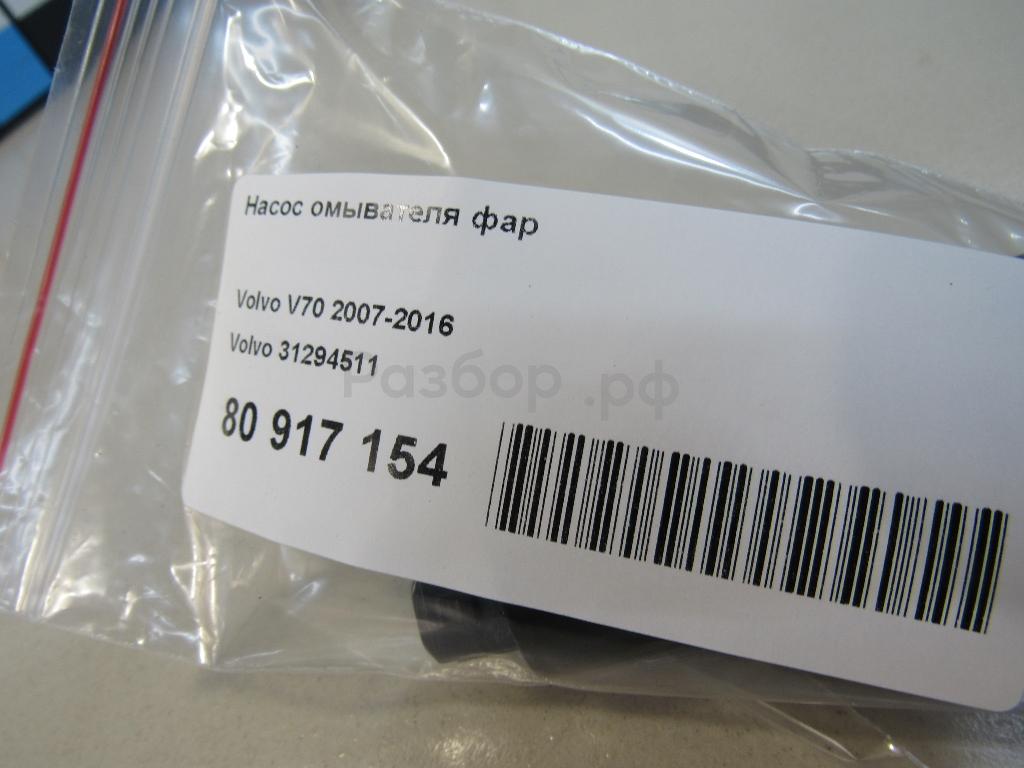 Насос омывателя фар
Volvo V70 2007-2016
Volvo 31294511
Разбор.рф
80 917 154